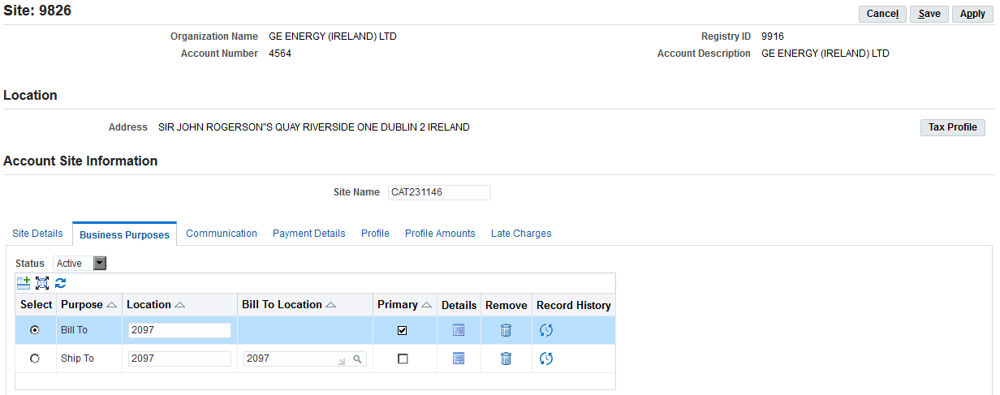 Site: 9826
Cancel Save Apply
Organization Name GE ENERGY (IRELAND) LTD Registry ID 9916
Account Number 4564 Account Description GE ENERGY (IRELAND) LTD
Location
Address SIR JOHN ROGERSON"S QUAY RIVERSIDE ONE DUBLIN 2 IRELAND Tax Profile
Account Site Information
Site Name CAT231146
Site Details Business Purposes Communication Payment Details Profile Profile Amounts Late Charges
Status Active
Select Purpose Location Bill To Location Primary Details Remove Record History
Bill To 2097
Ship To 2097 2097